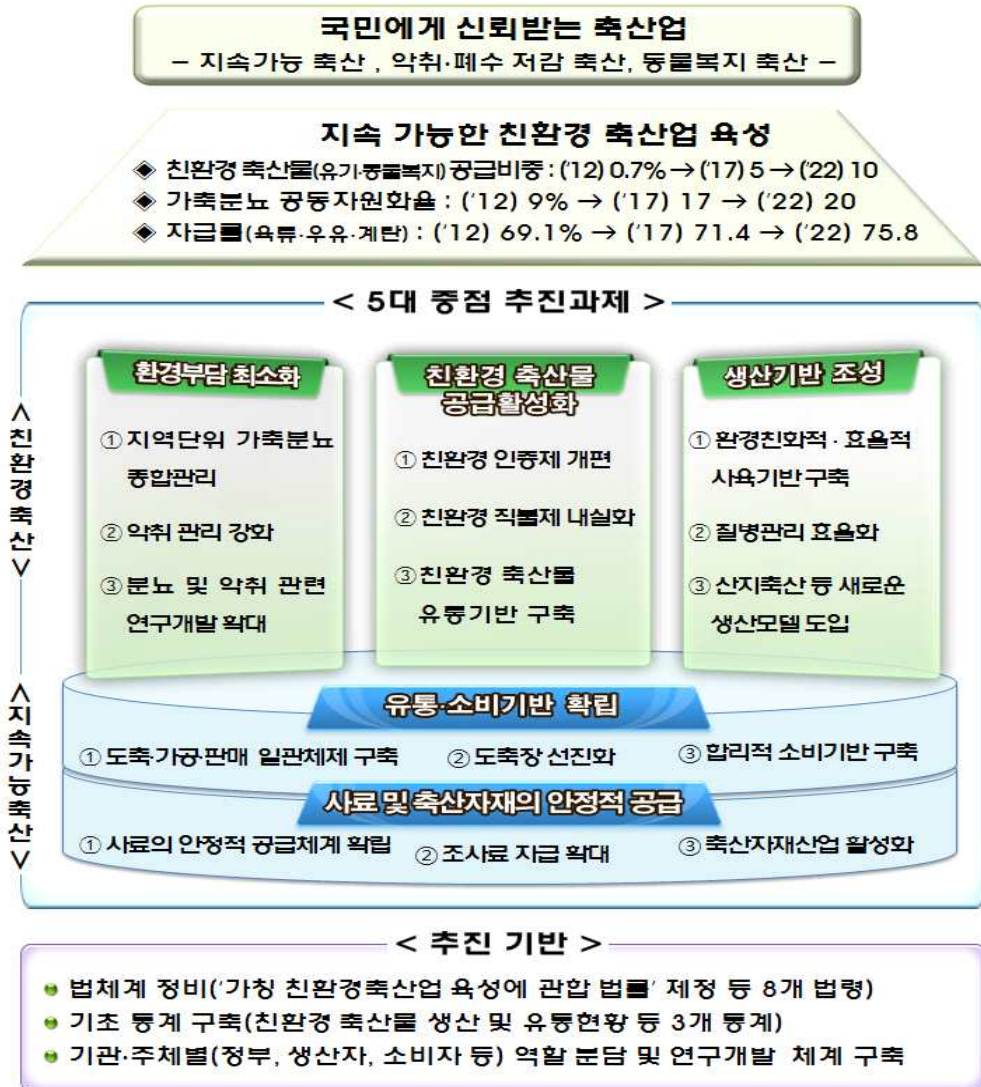 국민에게 신뢰받는 축산업
– 지속가능 축산 , 악취·폐수 저감 축산, 동물복지 축산 –
지속 가능한 친환경 축산업 육성
◈ 친환경 축산물(유기·동물복지) 공급비중 : ('12) 0.7% → ('17) 5 → ('22) 10
◈ 가축분뇨 공동자원화율 : ('12) 9% → ('17) 17 → ('22) 20
◈ 자급률(육류·우유·계란) : ('12) 69.1% → ('17) 71.4 → ('22) 75.8
< 5대 중점 추진과제 >
<친환경축산>
환경부담 최소화
① 지역단위 가축분뇨
종합관리
② 악취 관리 강화
③ 분뇨 및 악취 관련
연구개발 확대
친환경 축산물
공급활성화
① 친환경 인증제 개편
② 친환경 직불제 내실화
③ 친환경 축산물
유통기반 구축
생산기반 조성
① 환경친화적 · 효율적
사육기반 구축
② 질병관리 효율화
③ 산지축산 등 새로운
생산모델 도입
<지속가능축산>
유통·소비기반 확립
① 도축·가공·판매 일관체제 구축
② 도축장 선진화
③ 합리적 소비기반 구축
사료 및 축산자재의 안정적 공급
① 사료의 안정적 공급체계 확립
② 조사료 자급 확대
③ 축산자재산업 활성화
< 추진 기반 >
법체계 정비('가칭 친환경축산업 육성에 관합 법률' 제정 등 8개 법령)
기초 통계 구축(친환경 축산물 생산 및 유통현황 등 3개 통계)
기관·주체별(정부, 생산자, 소비자 등) 역할 분담 및 연구개발 체계 구축